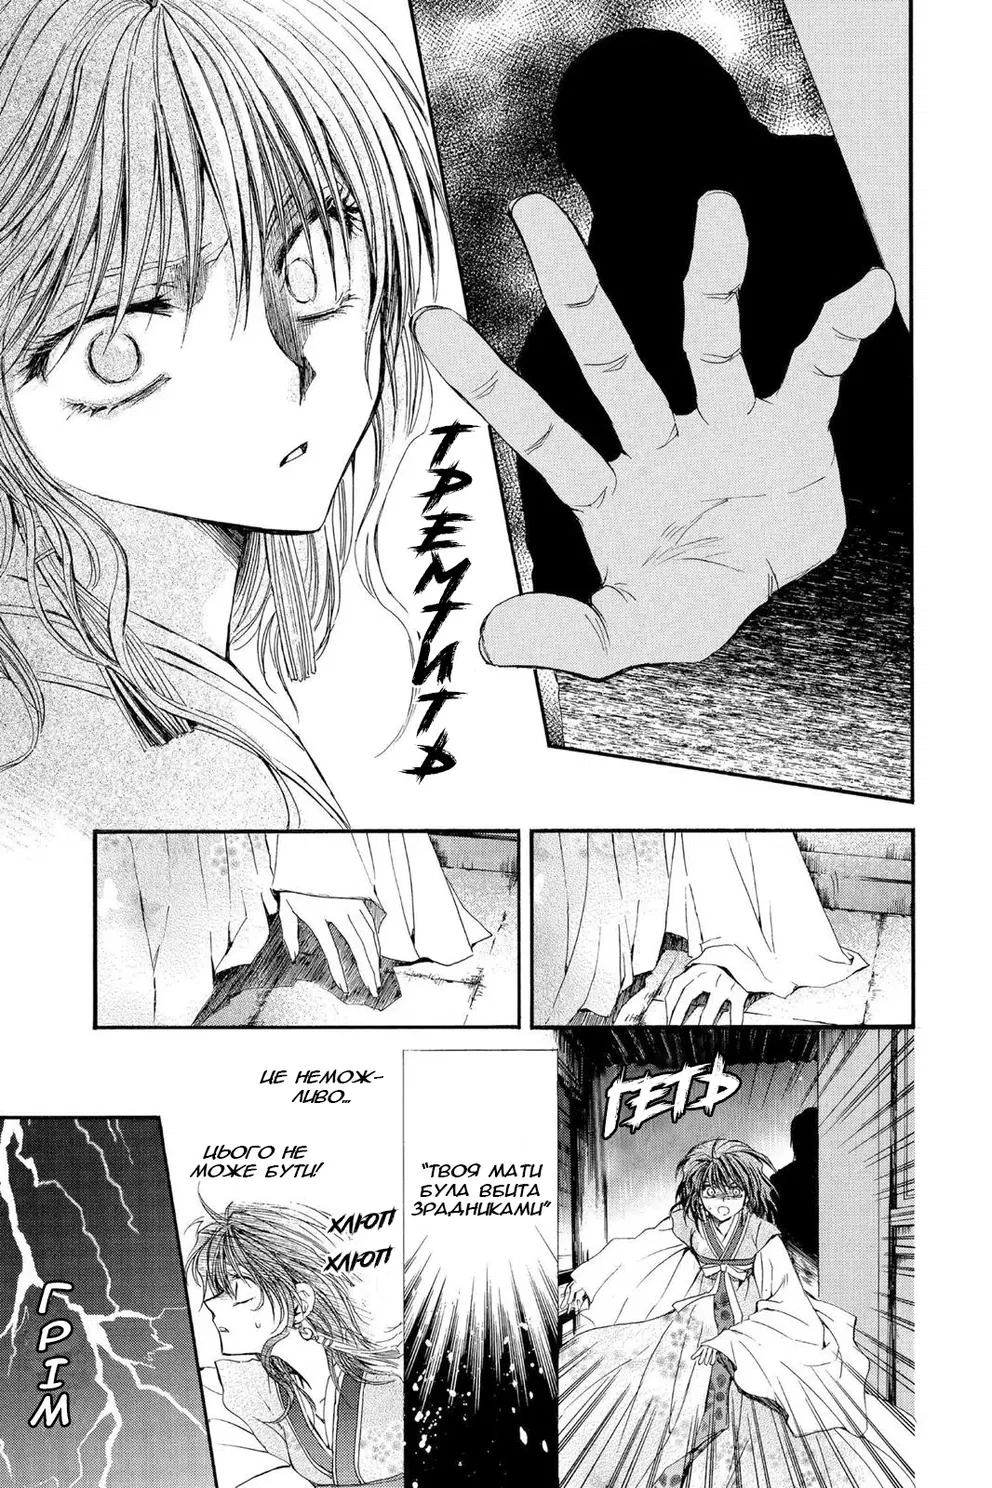 ТРЕМТИТЬ
ГЕТЬ
"ТВОЯ МАТИ
БУЛА ВБИТА
ЗРАДНИКАМИ"
ЦЕ НЕМОЖ-
ЛИВО...
ЦЬОГО НЕ
МОЖЕ БУТИ!
ХЛЮП
ХЛЮП
ГРІМ